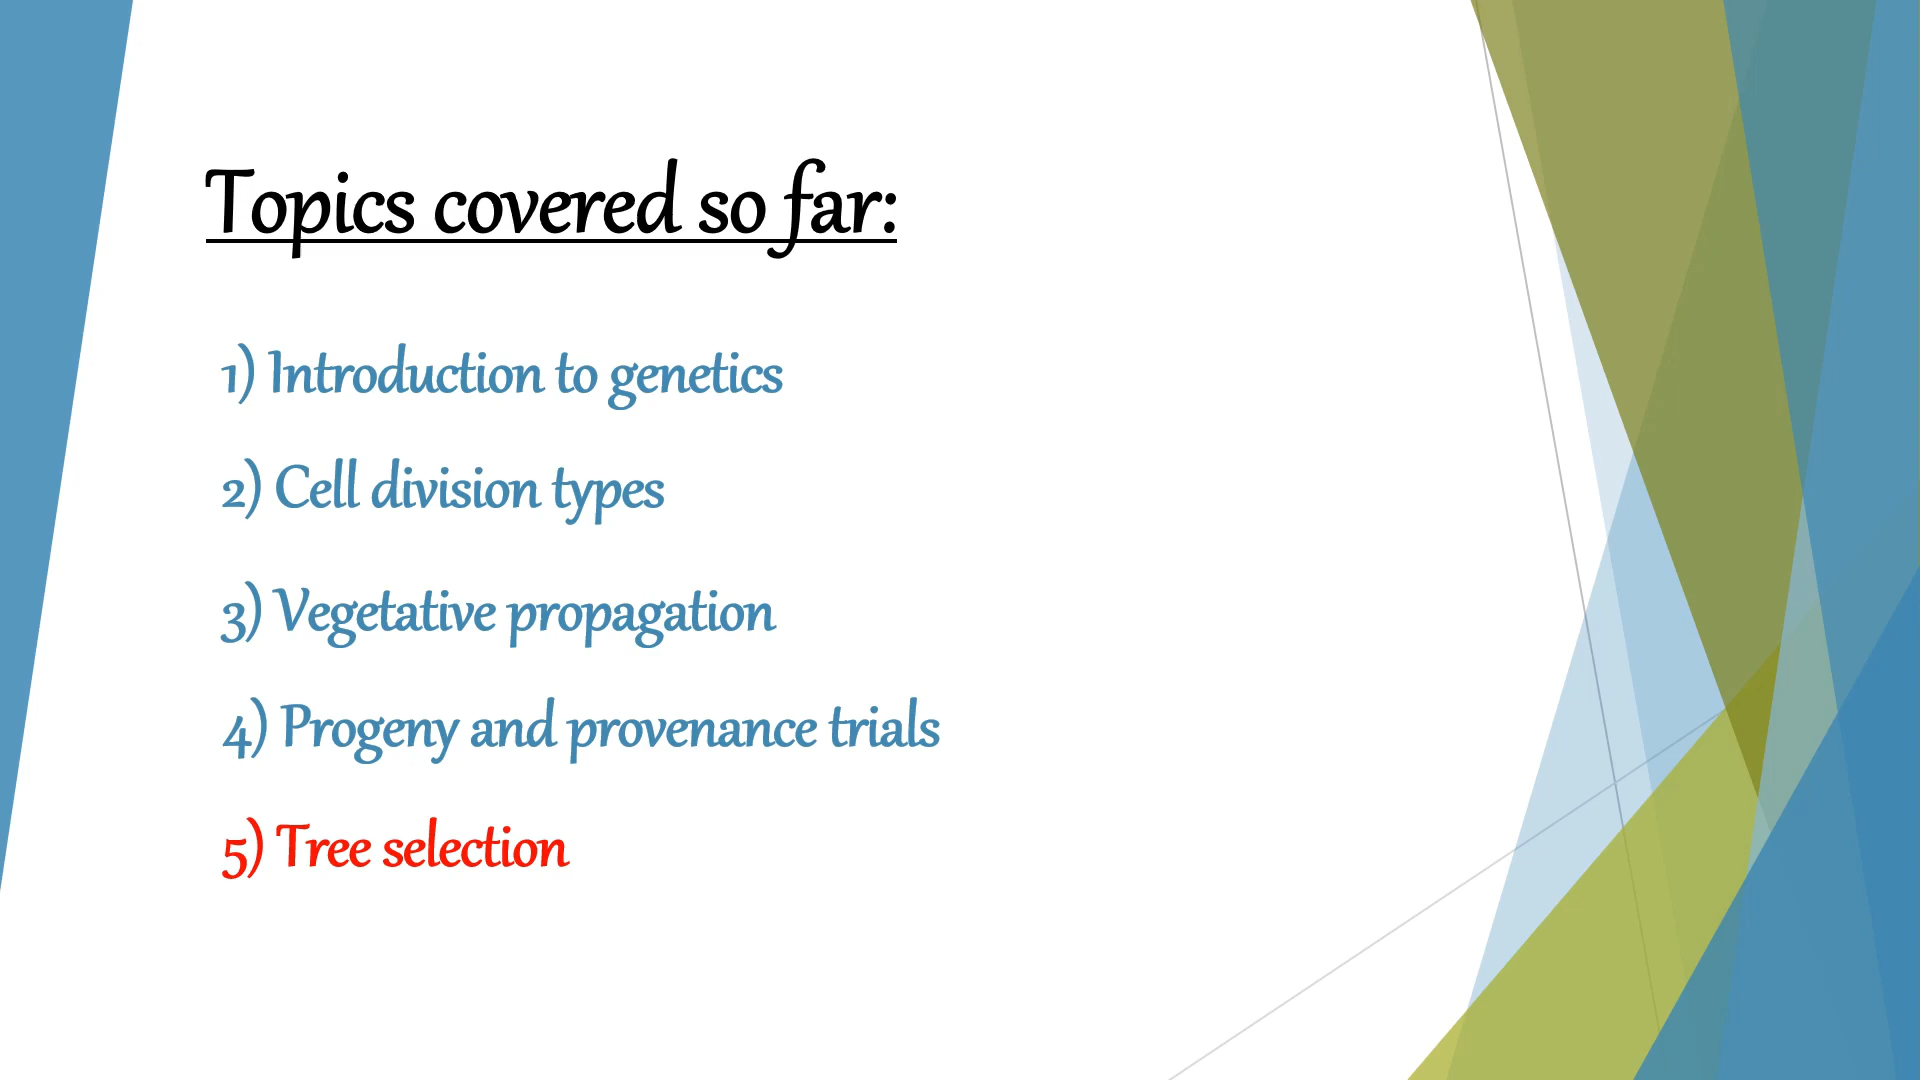 Topics covered so far:
1) Introduction to genetics
2) Cell division types
3) Vegetative propagation
4) Progeny and provenance trials
5) Tree selection